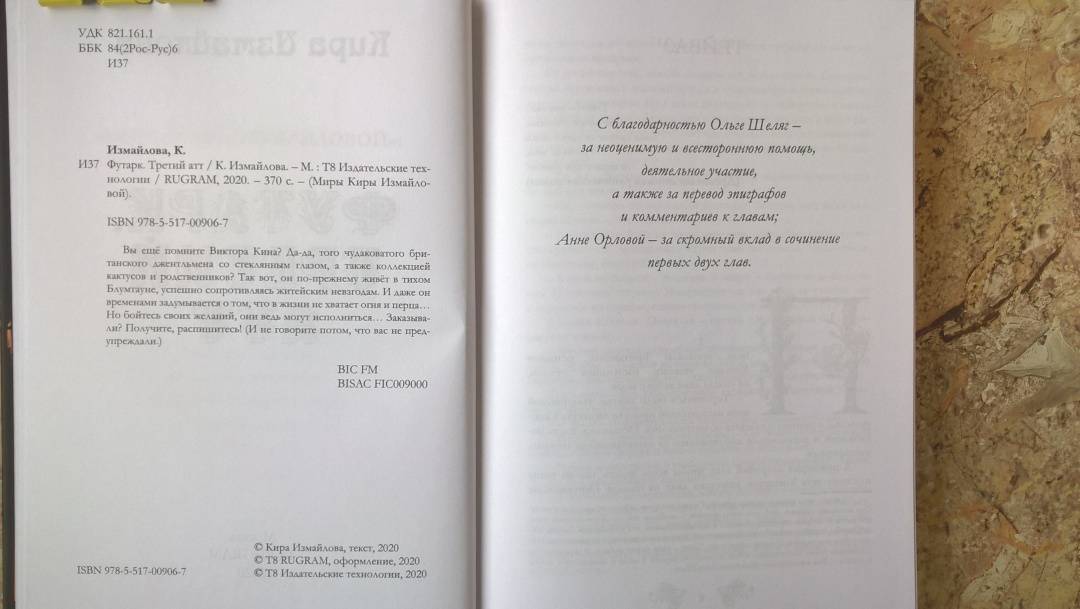 УДК 821.161.1
ББК 84(2Рос-Рус)6
И37
Измайлова, К.
И37 Футарк. Третий атт / К. Измайлова. – М. : Т8 Издательские тех-
нологии / RUGRAM, 2020. – 370 с. – (Миры Киры Измайло-
вой).
ISBN 978-5-517-00906-7
Вы ещё помните Виктора Кина? Да-да, того чудаковатого бри-
танского джентльмена со стеклянным глазом, а также коллекцией
кактусов и родственников? Так вот, он по-прежнему живёт в тихом
Блумтауне, успешно сопротивляясь житейским невзгодам. И даже он
временами задумывается о том, что в жизни не хватает огня и перца…
Но бойтесь своих желаний, они ведь могут исполниться… Заказыва-
ли? Получите, распишитесь! (И не говорите потом, что вас не пред-
упреждали.)
BIC FM
BISAC FIC009000
© Кира Измайлова, текст, 2020
© Т8 RUGRAM, оформление, 2020
ISBN 978-5-517-00906-7 © Т8 Издательские технологии, 2020
С благодарностью Ольге Шеляг –
за неоценимую и всестороннюю помощь,
деятельное участие,
а также за перевод эпиграфов
и комментариев к главам;
Анне Орловой – за скромный вклад в сочинение
первых двух глав.